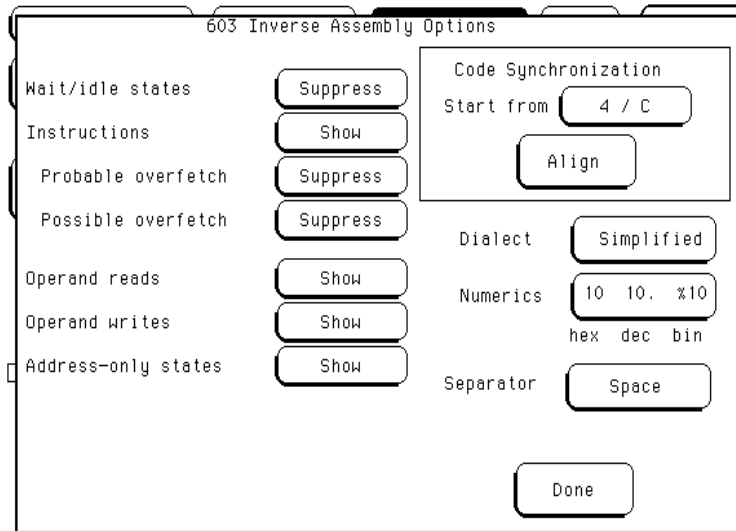 603 Inverse Assembly Options
Wait/idle states Suppress
Instructions Show
Probable overfetch Suppress
Possible overfetch Suppress
Operand reads Show
Operand writes Show
Address-only states Show
Code Synchronization
Start from 4 / C
Align
Dialect Simplified
Numerics 10 10. %10
hex dec bin
Separator Space
Done